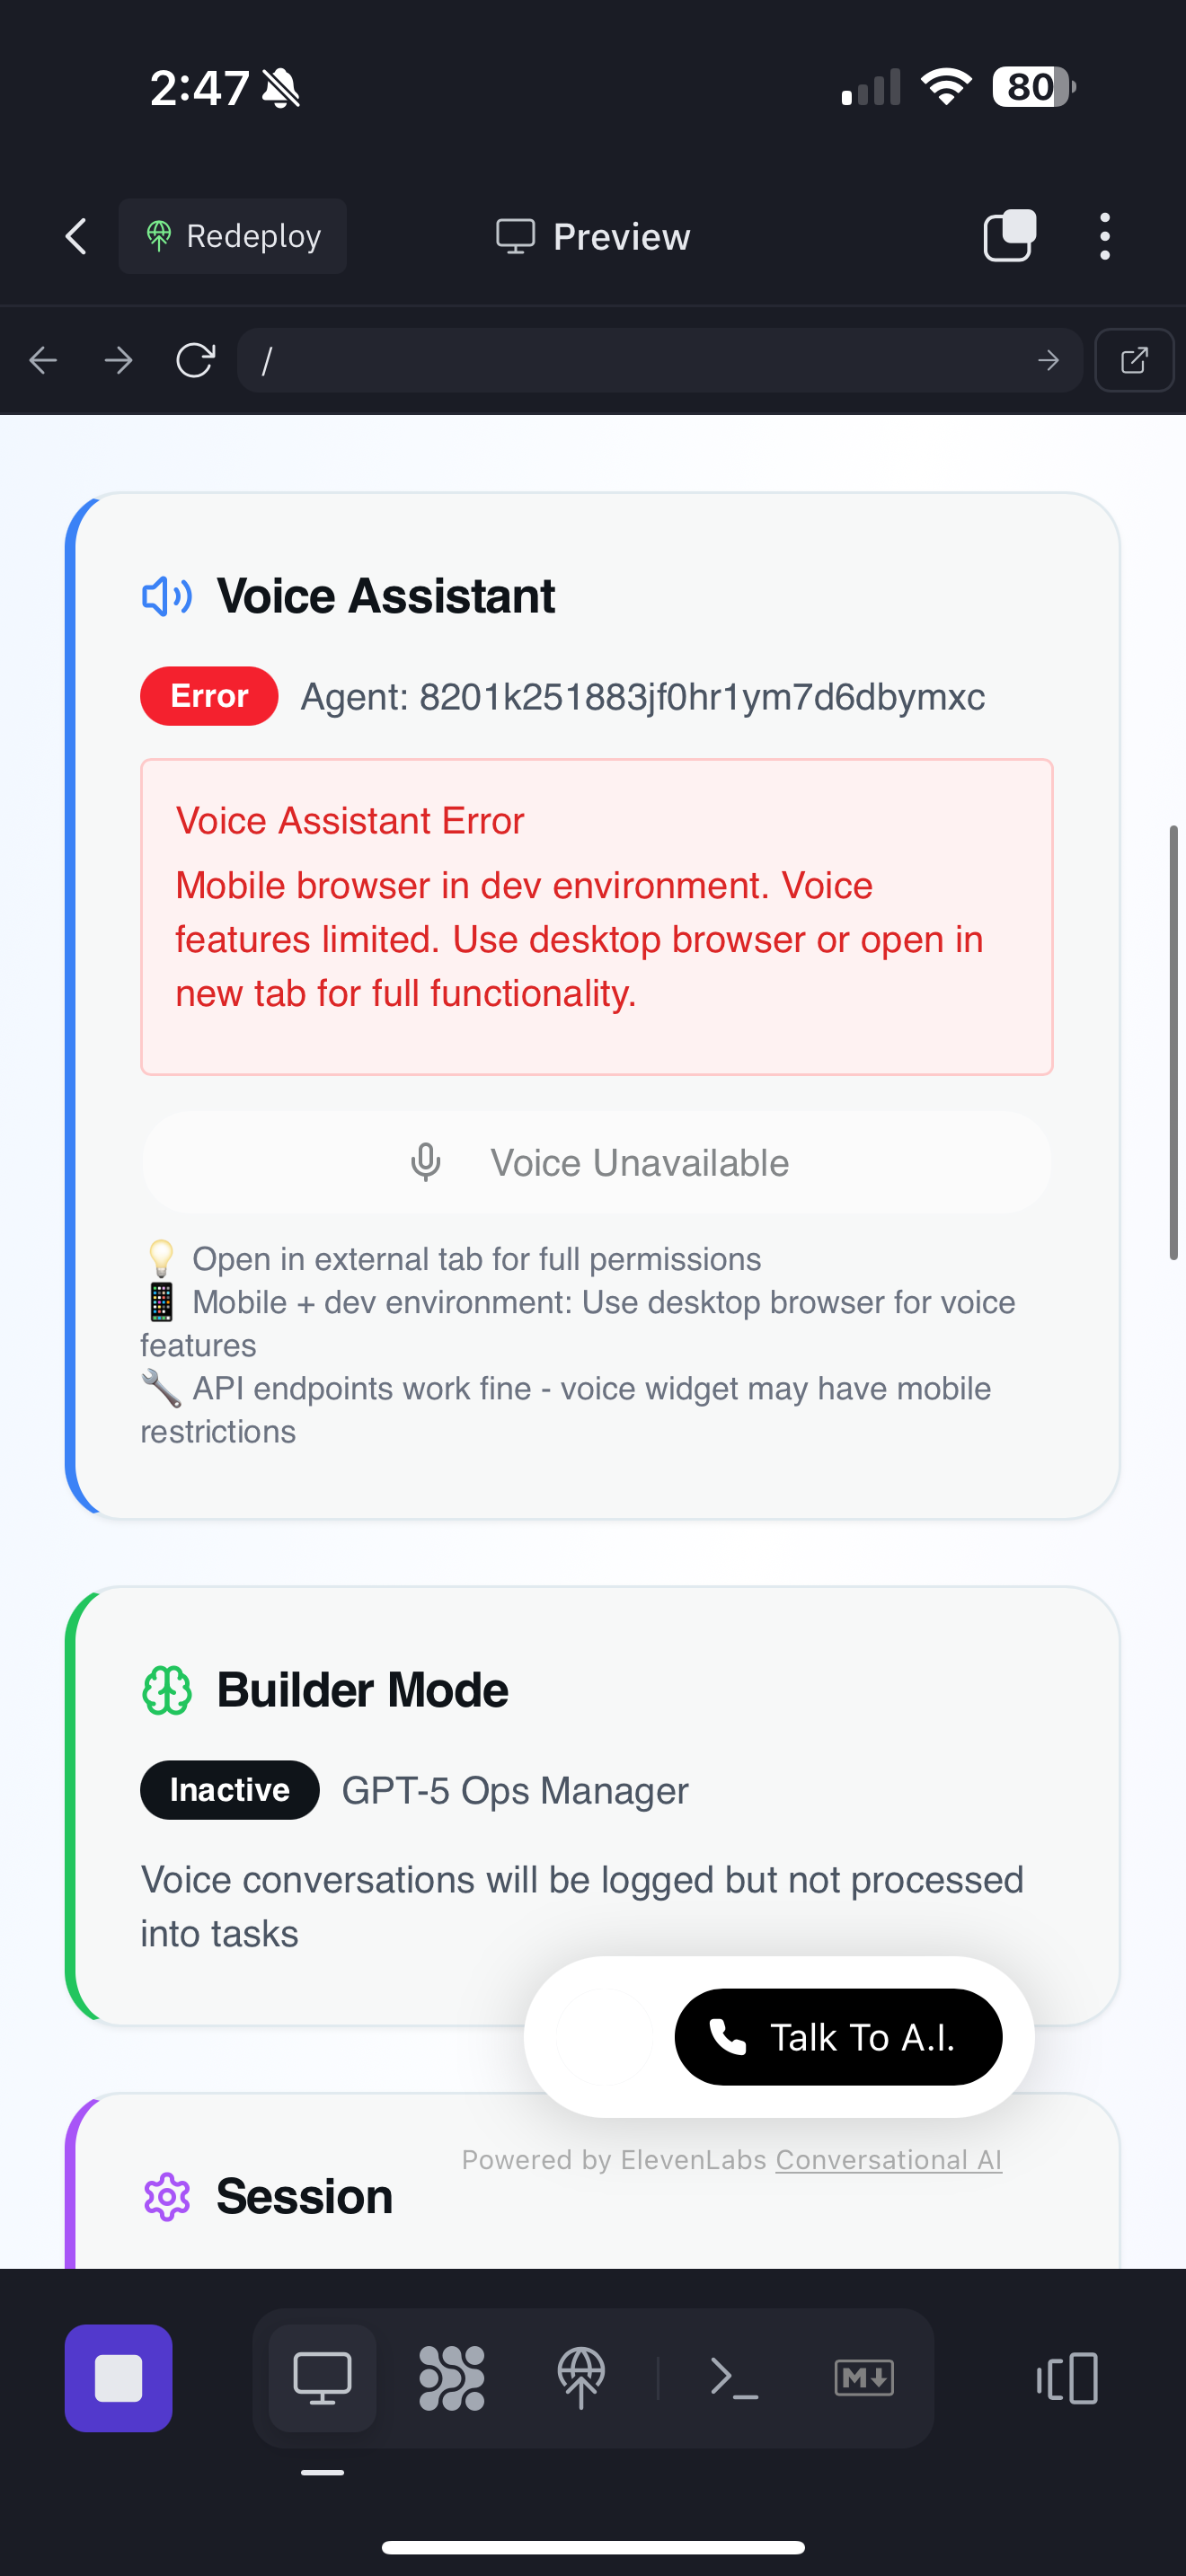 2:47
80
Redeploy
Preview
/
Voice Assistant
Error Agent: 8201k251883jf0hr1ym7d6dbymxc
Voice Assistant Error
Mobile browser in dev environment. Voice
features limited. Use desktop browser or open in
new tab for full functionality.
Voice Unavailable
💡 Open in external tab for full permissions
📱 Mobile + dev environment: Use desktop browser for voice
features
🔧 API endpoints work fine - voice widget may have mobile
restrictions
Builder Mode
Inactive GPT-5 Ops Manager
Voice conversations will be logged but not processed
into tasks
Talk To A.I.
Powered by ElevenLabs Conversational AI
Session
M